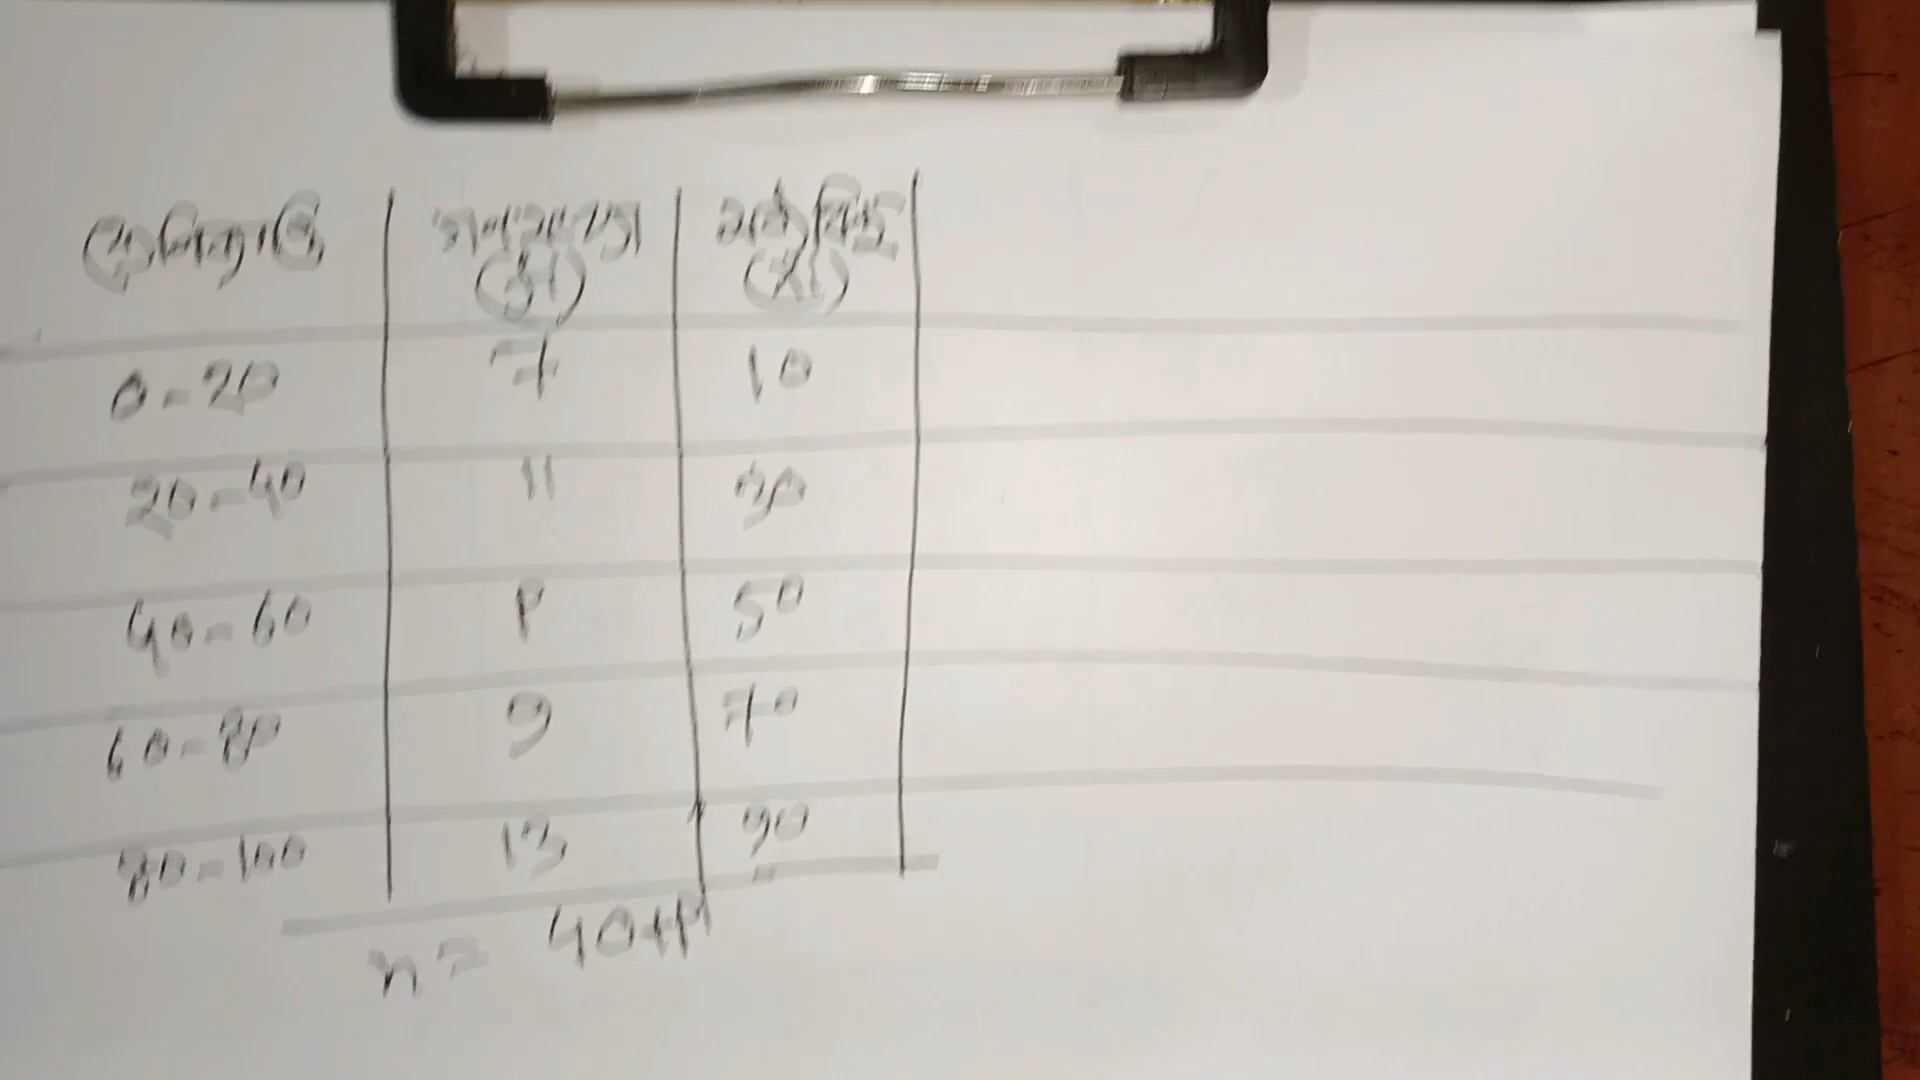 শ্রেণিব্যাপ্তি জনসংখ্যা মধ্যবিন্দু
(fi) (xi)
0-20 7 10
20-40 11 30
40-60 P 50
60-80 9 70
80-100 13 90
n = 40+P